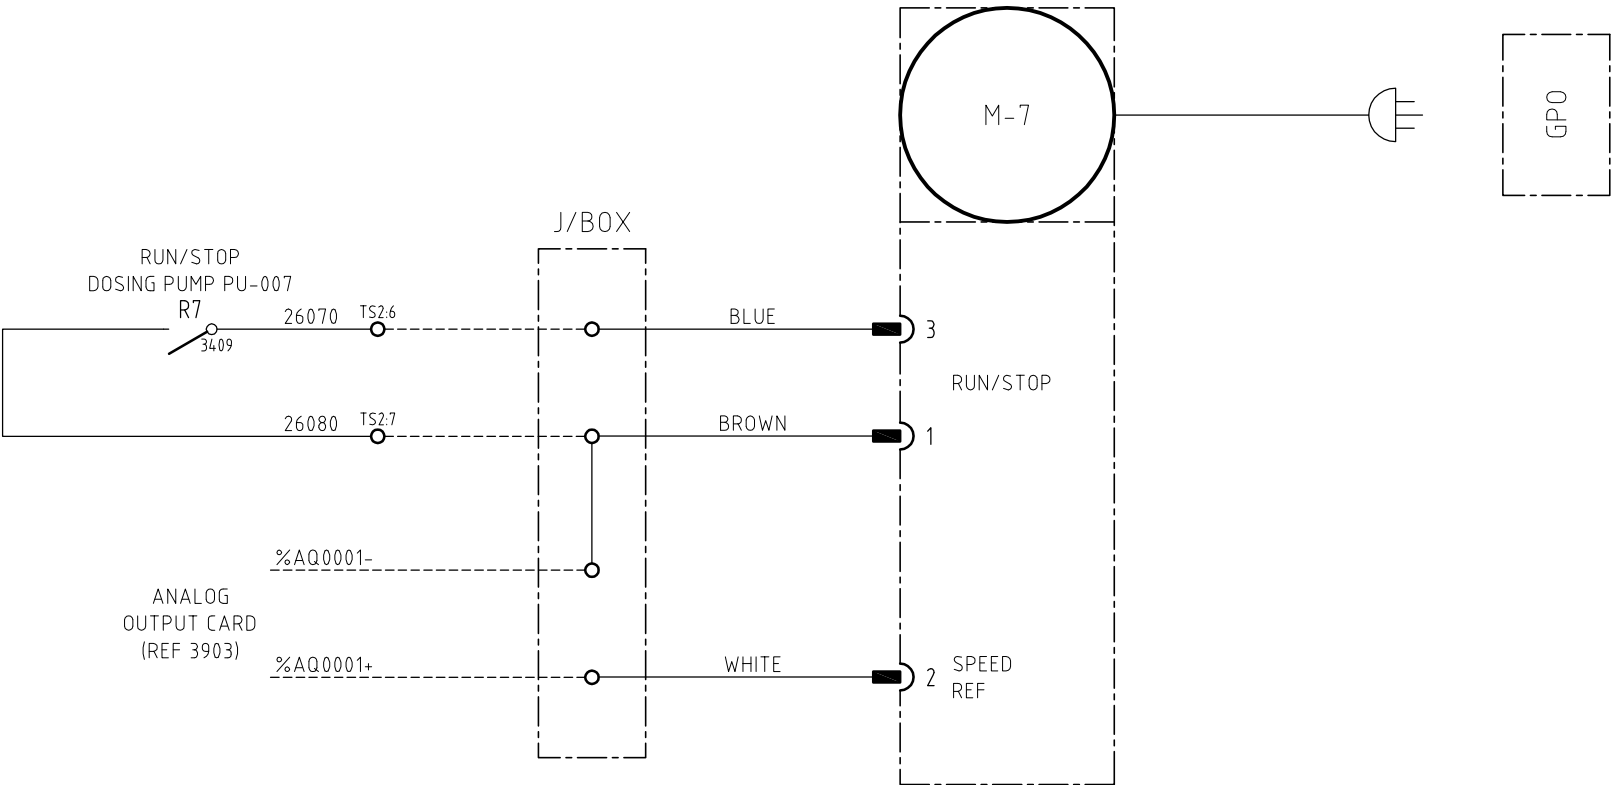 M-7
GPO
J/BOX
RUN/STOP
DOSING PUMP PU-007
R7
3409
26070
TS2:6
BLUE
3
RUN/STOP
26080
TS2:7
BROWN
1
%AQ0001-
ANALOG
OUTPUT CARD
(REF 3903)
%AQ0001+
WHITE
2
SPEED
REF